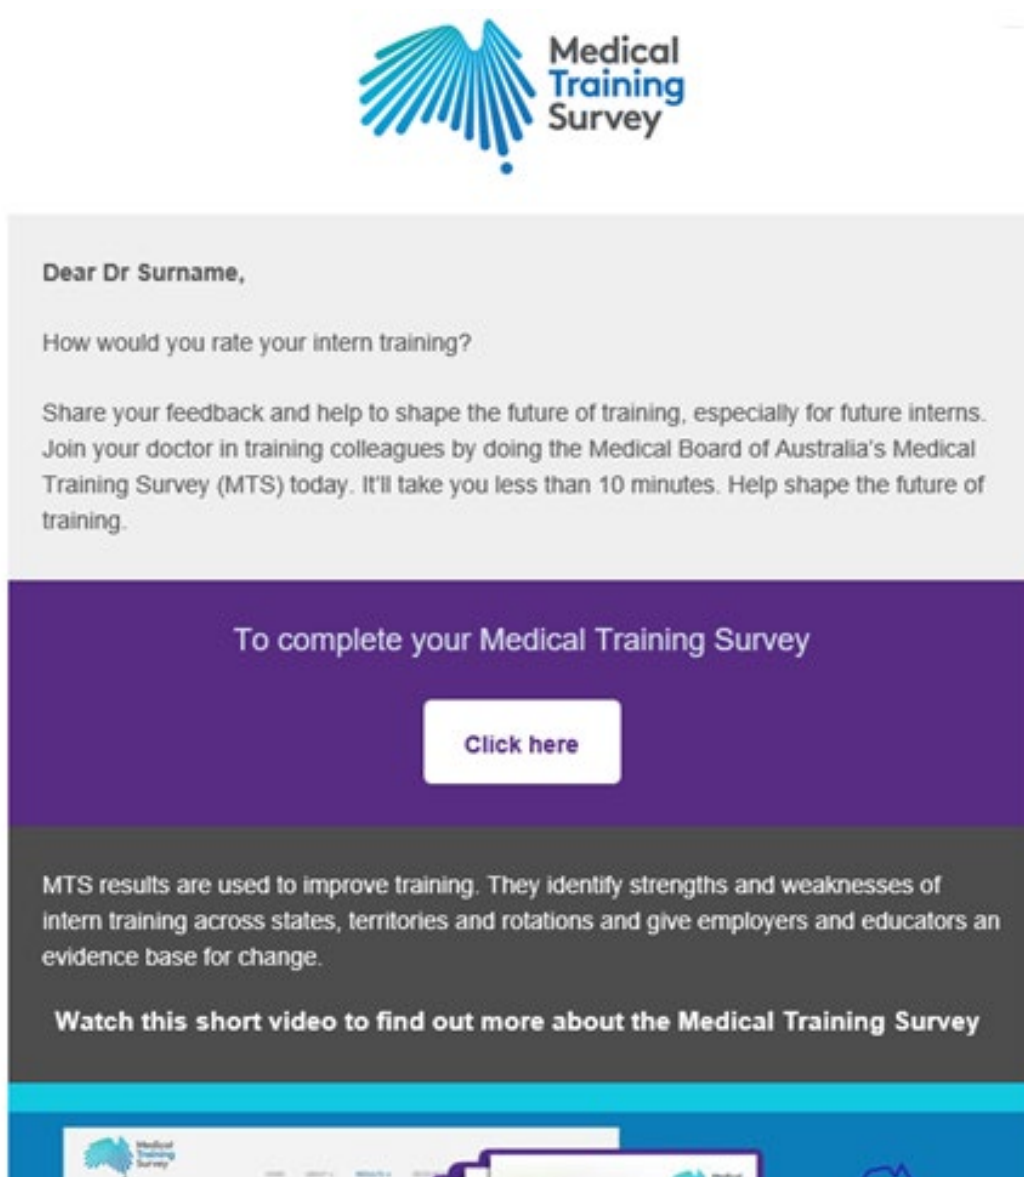 Medical
Training
Survey
Dear Dr Surname,
How would you rate your intern training?
Share your feedback and help to shape the future of training, especially for future interns.
Join your doctor in training colleagues by doing the Medical Board of Australia's Medical
Training Survey (MTS) today. It'll take you less than 10 minutes. Help shape the future of
training.
To complete your Medical Training Survey
Click here
MTS results are used to improve training. They identify strengths and weaknesses of
intern training across states, territories and rotations and give employers and educators an
evidence base for change.
Watch this short video to find out more about the Medical Training Survey
Medical
Training
Survey